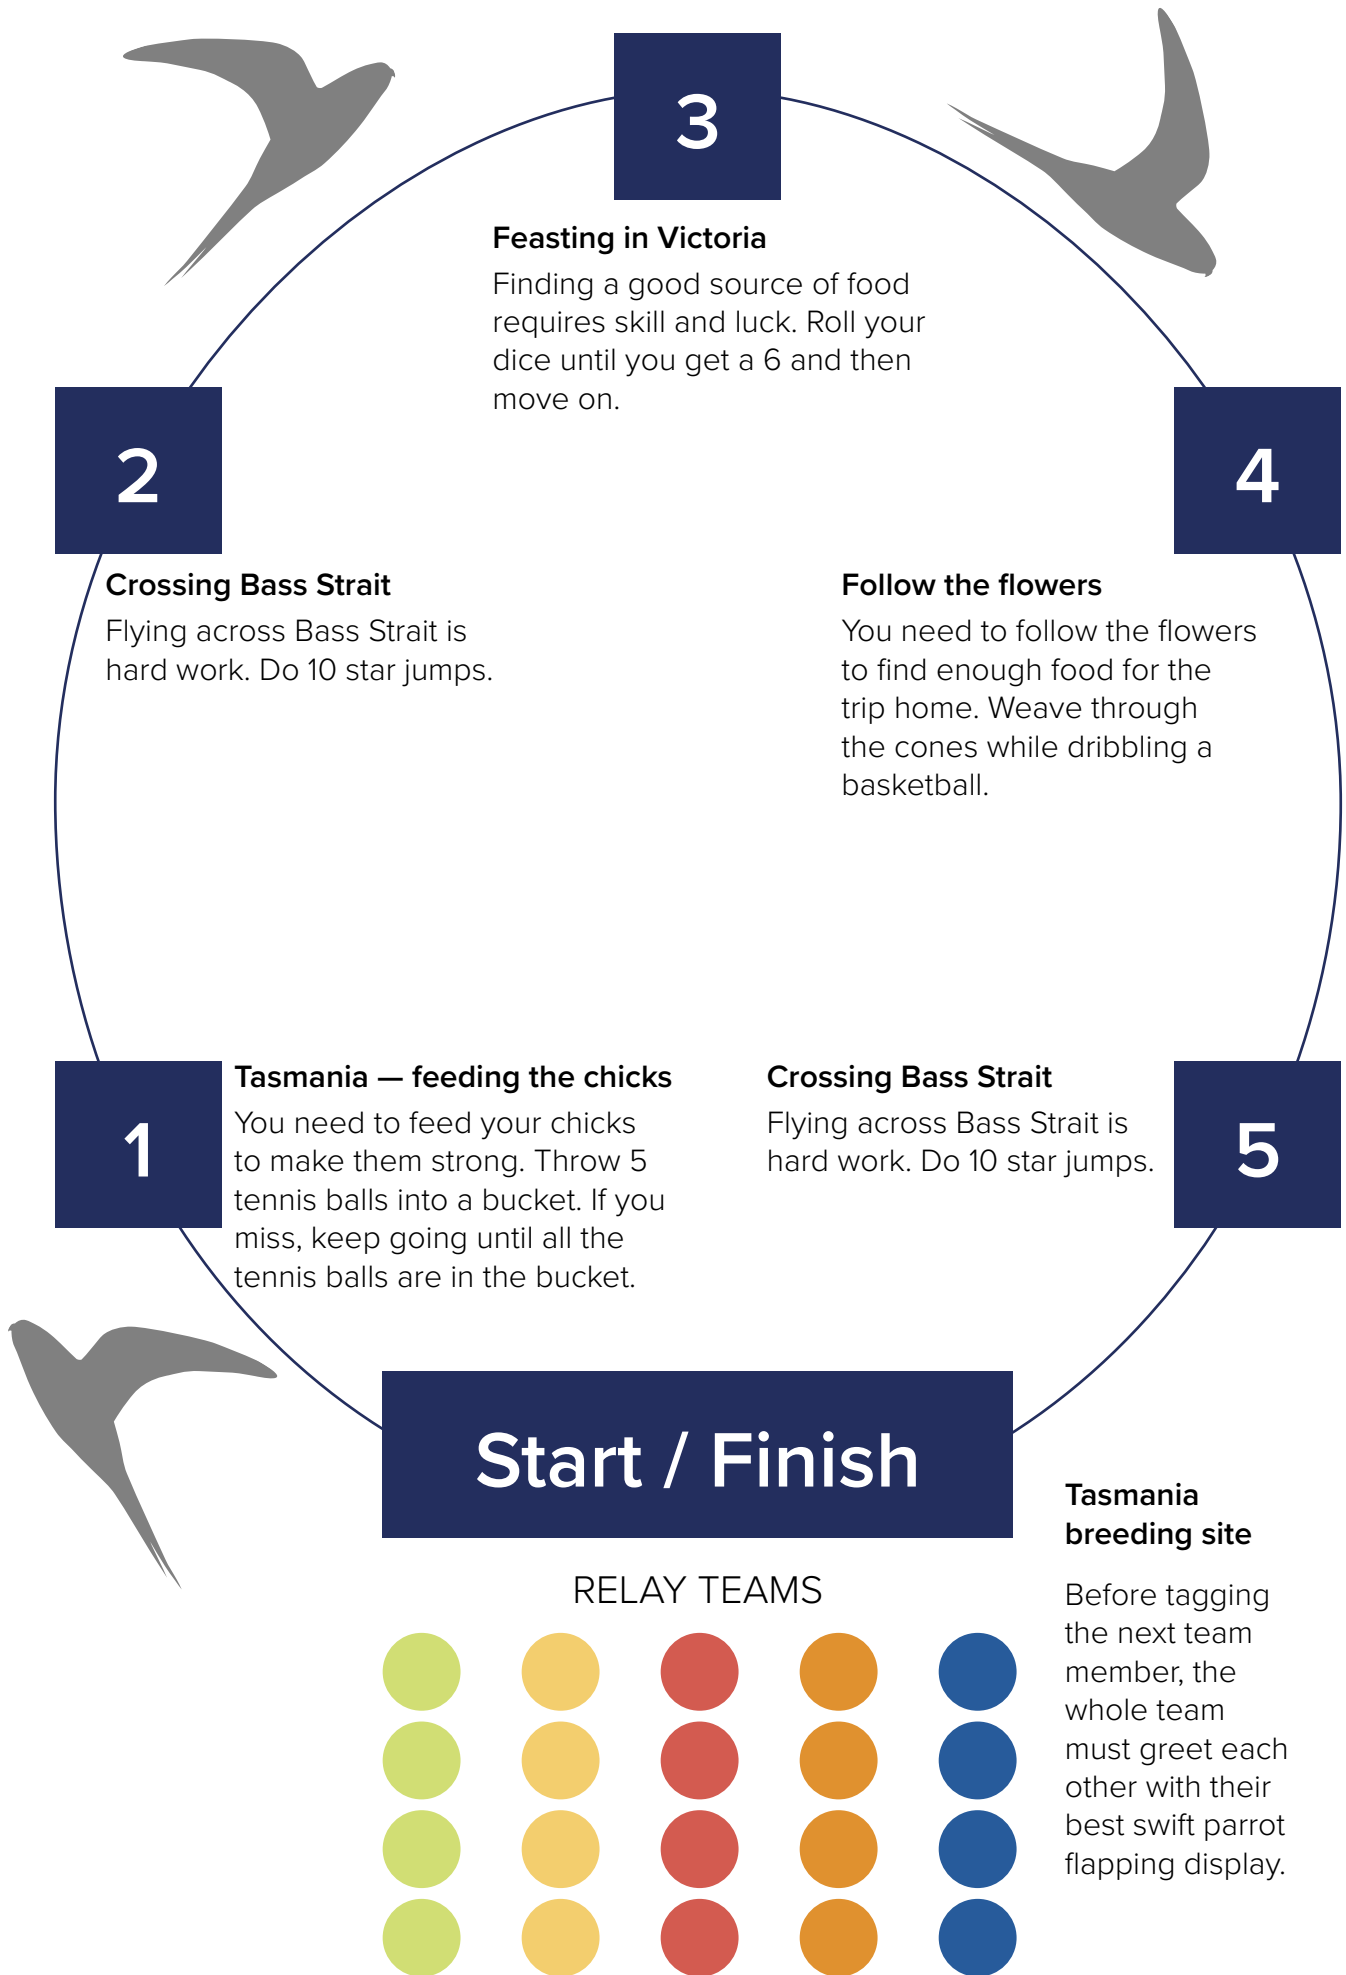 3
Feasting in Victoria
Finding a good source of food
requires skill and luck. Roll your
dice until you get a 6 and then
move on.
2
Crossing Bass Strait
Flying across Bass Strait is
hard work. Do 10 star jumps.
4
Follow the flowers
You need to follow the flowers
to find enough food for the
trip home. Weave through
the cones while dribbling a
basketball.
1
Tasmania — feeding the chicks
You need to feed your chicks
to make them strong. Throw 5
tennis balls into a bucket. If you
miss, keep going until all the
tennis balls are in the bucket.
Crossing Bass Strait
Flying across Bass Strait is
hard work. Do 10 star jumps.
5
Start / Finish
RELAY TEAMS
Tasmania
breeding site
Before tagging
the next team
member, the
whole team
must greet each
other with their
best swift parrot
flapping display.